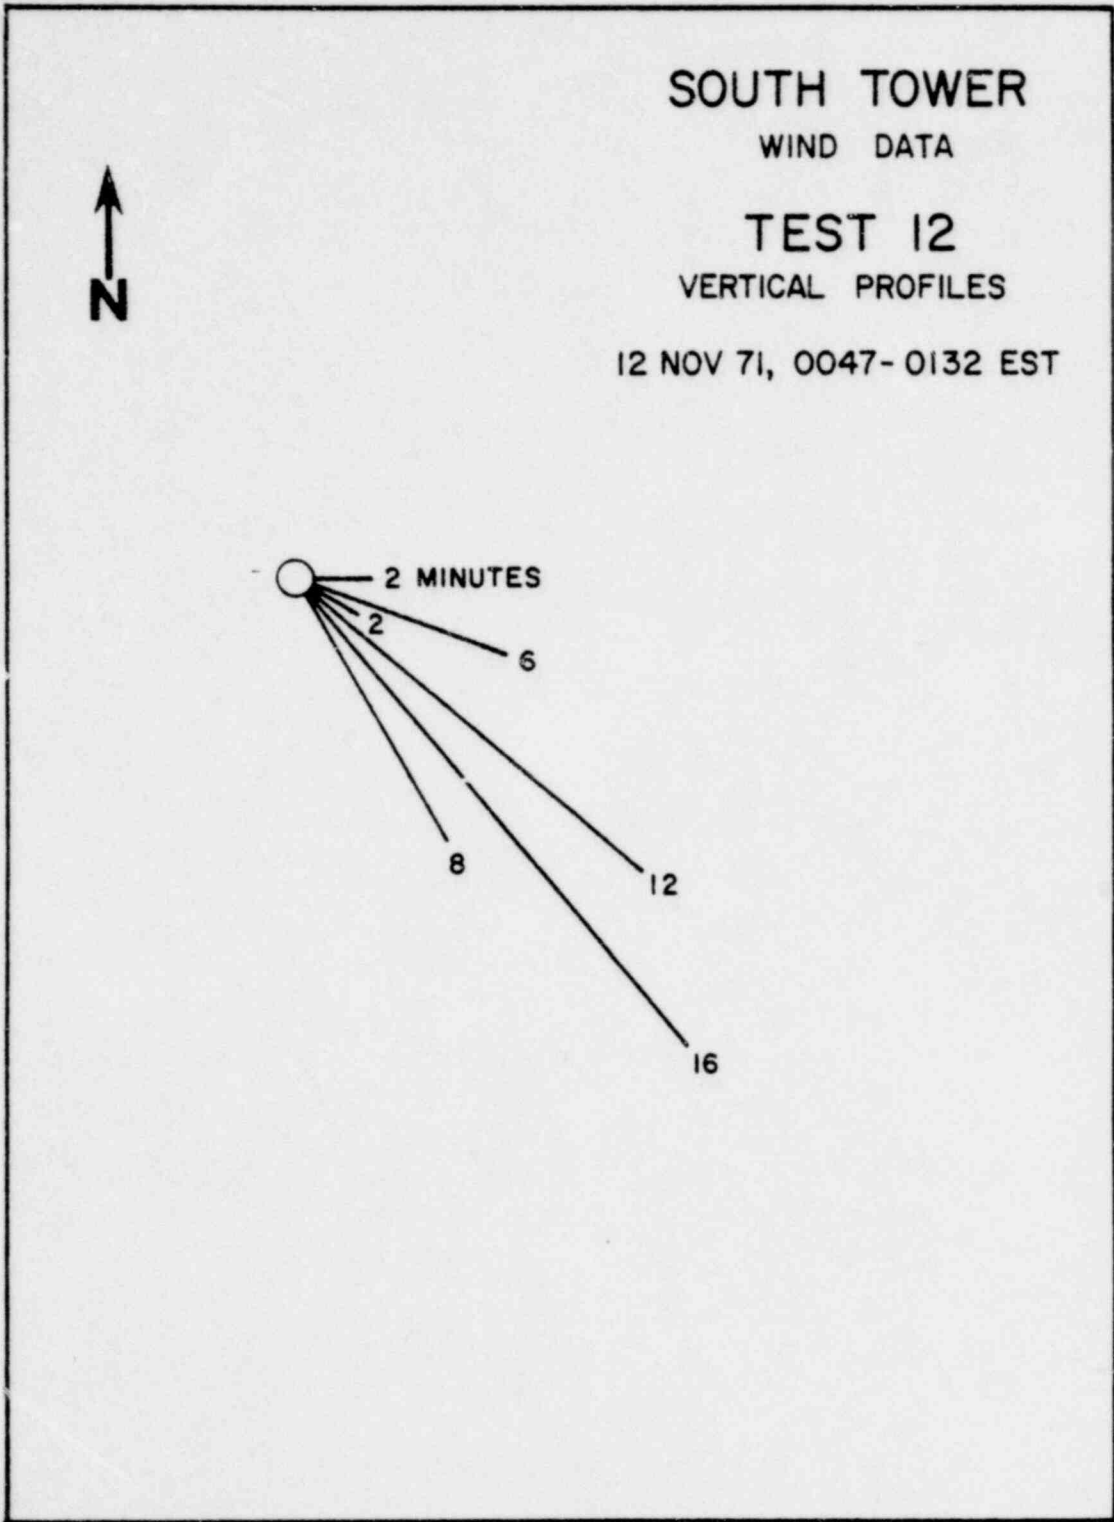 SOUTH TOWER
WIND DATA
TEST 12
VERTICAL PROFILES
12 NOV 71, 0047-0132 EST
N
2 MINUTES
2
6
8
12
16